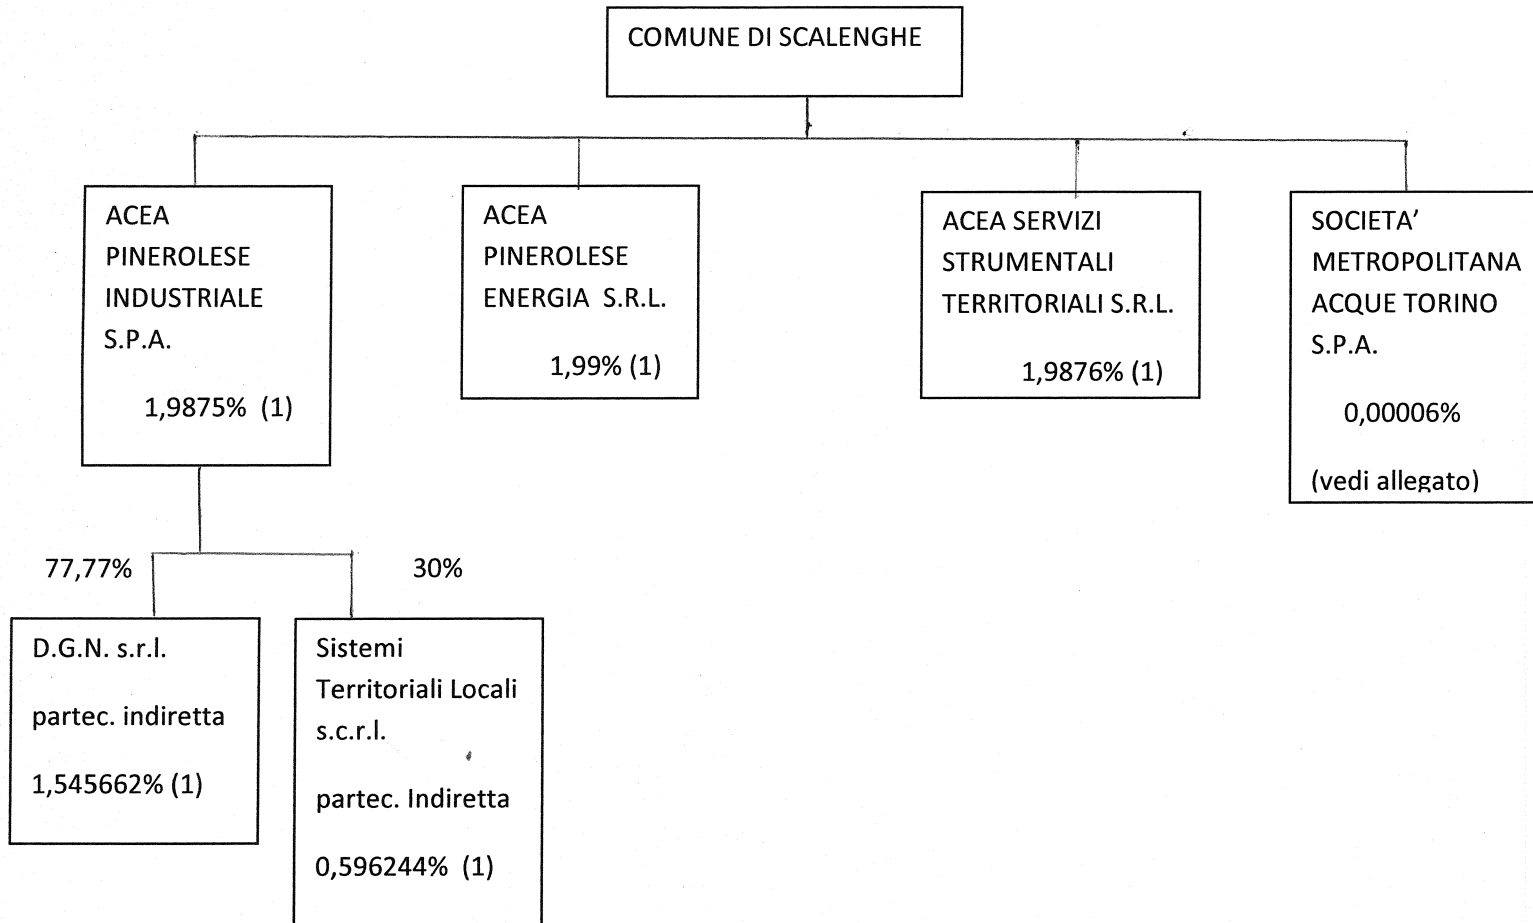 COMUNE DI SCALENGHE
ACEA
PINEROLESE
INDUSTRIALE
S.P.A.
1,9875% (1)
ACEA
PINEROLESE
ENERGIA S.R.L.
1,99% (1)
ACEA SERVIZI
STRUMENTALI
TERRITORIALI S.R.L.
1,9876% (1)
SOCIETA’
METROPOLITANA
ACQUE TORINO
S.P.A.
0,00006%
(vedi allegato)
77,77%
30%
D.G.N. s.r.l.
partec. indiretta
1,545662% (1)
Sistemi
Territoriali Locali
s.c.r.l.
partec. Indiretta
0,596244% (1)